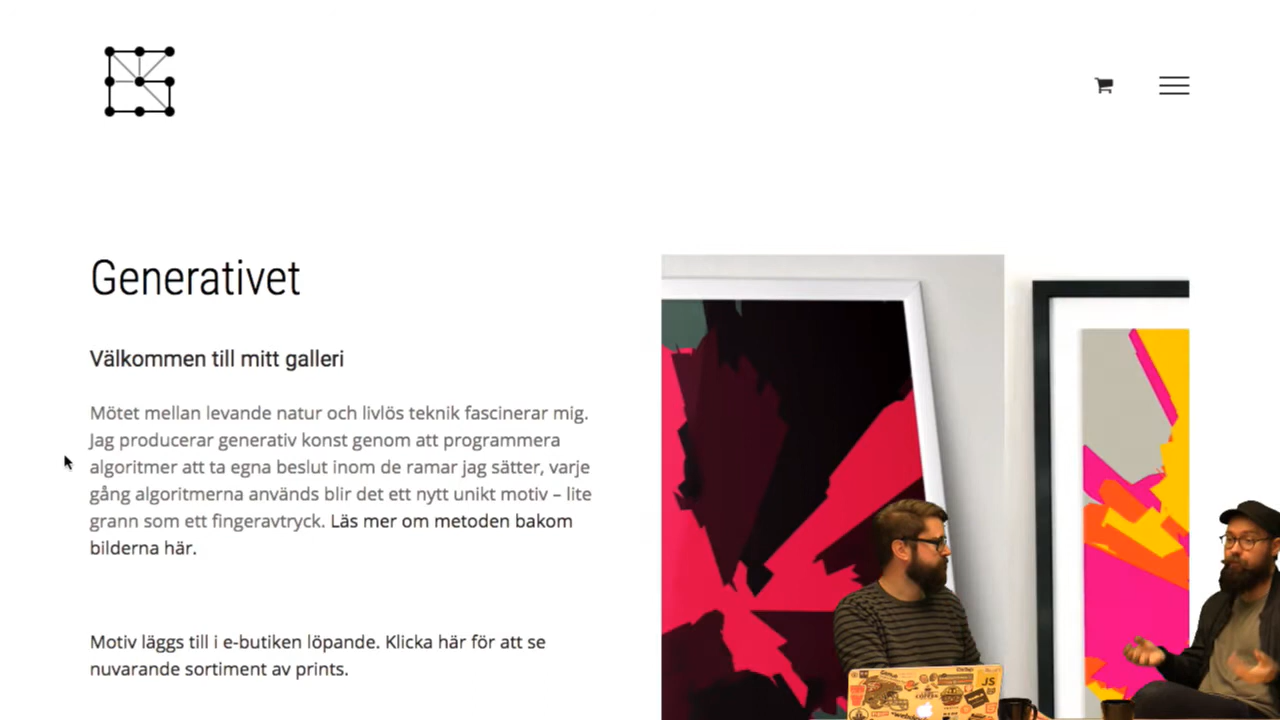 Generativet
Välkommen till mitt galleri
Mötet mellan levande natur och livlös teknik fascinerar mig.
Jag producerar generativ konst genom att programmera
algoritmer att ta egna beslut inom de ramar jag sätter, varje
gång algoritmerna används blir det ett nytt unikt motiv – lite
grann som ett fingeravtryck. Läs mer om metoden bakom
bilderna här.
Motiv läggs till i e-butiken löpande. Klicka här för att se
nuvarande sortiment av prints.
JS